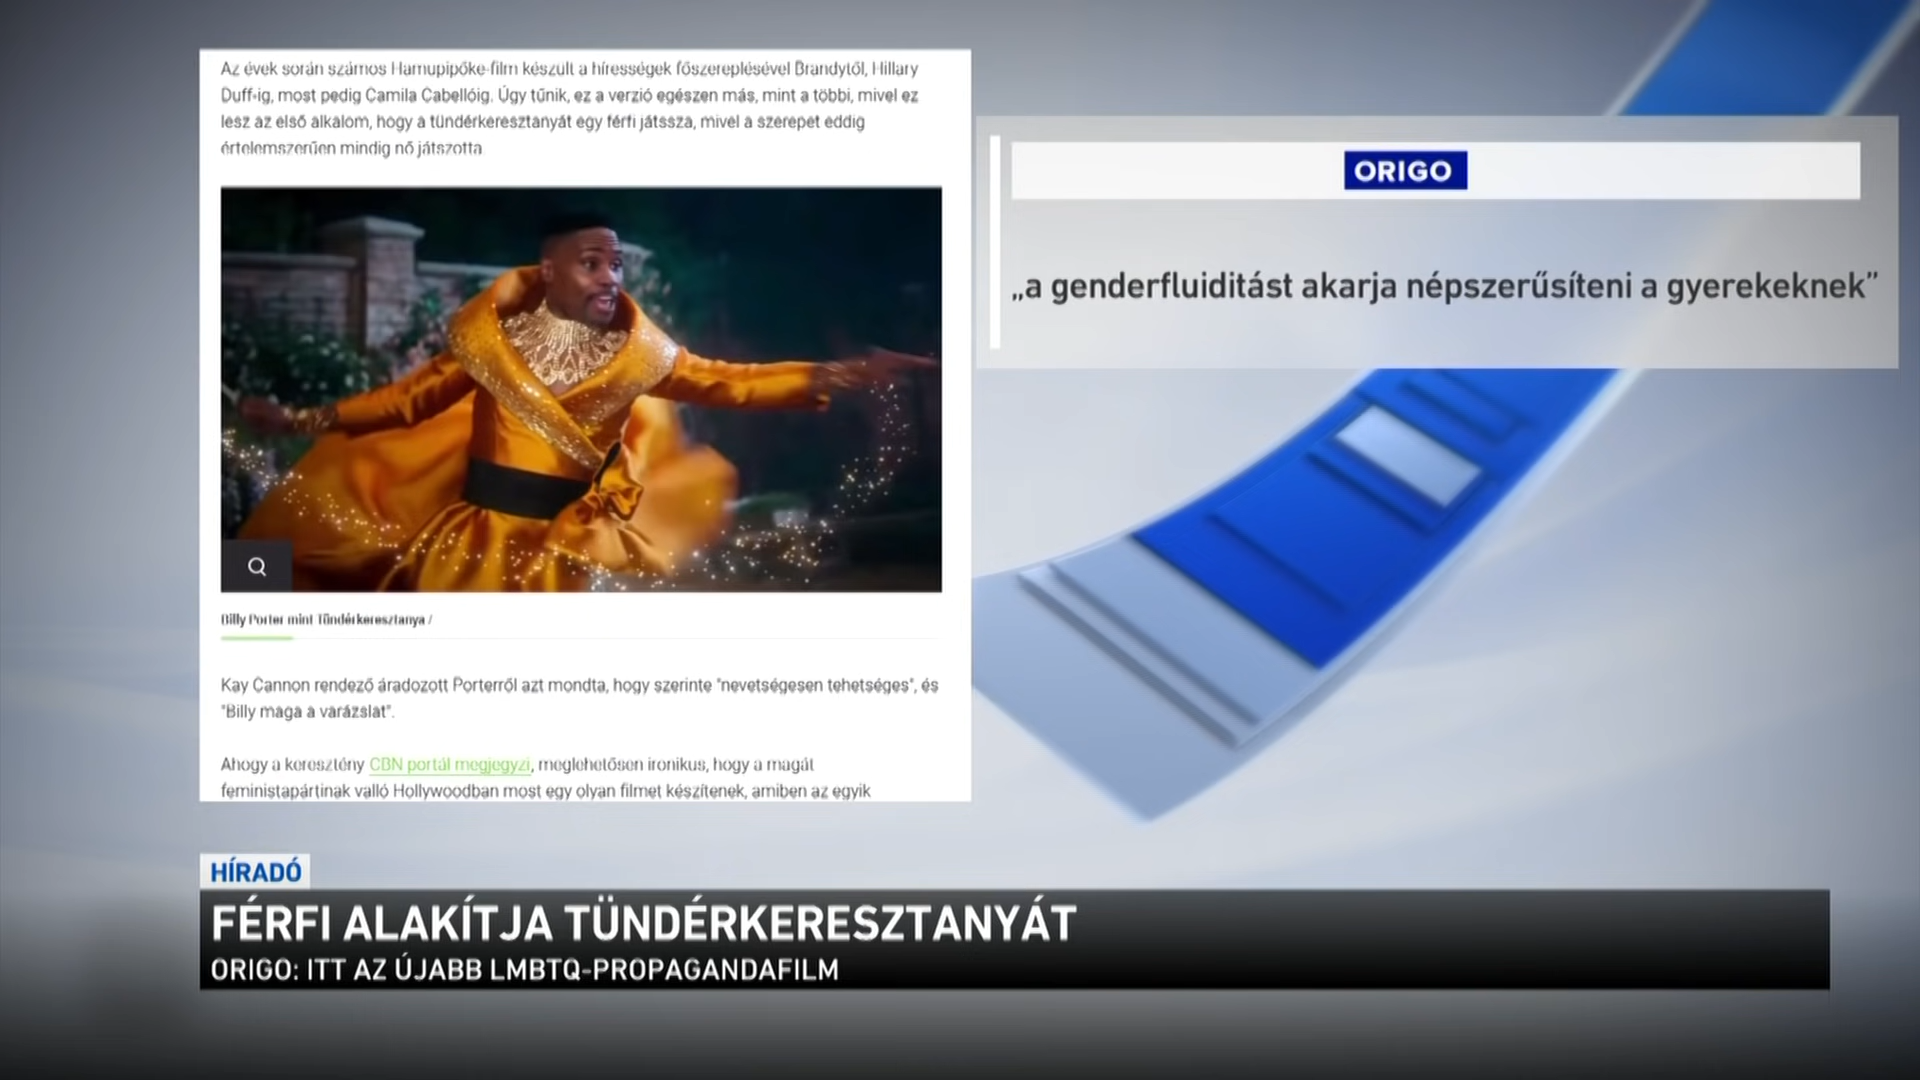 Az évek során számos Hamupipőke-film készült a hírességek főszereplésével Brandytől, Hillary
Duff-ig, most pedig Camila Cabellóig. Úgy tűnik, ez a verzió egészen más, mint a többi, mivel ez
lesz az első alkalom, hogy a tündérkeresztanyát egy férfi játssza, mivel a szerepet eddig
értelemszerűen mindig nő játszotta.
Billy Porter mint Tündérkeresztanya /
Kay Cannon rendező áradozott Porterről azt mondta, hogy szerinte "nevetségesen tehetséges", és
"Billy maga a varázslat".
Ahogy a keresztény CBN portál megjegyzi, meglehetősen ironikus, hogy a magát
feministapártinak valló Hollywoodban most egy olyan filmet készítenek, amiben az egyik
ORIGO
„a genderfluiditást akarja népszerűsíteni a gyerekeknek”
HÍRADÓ
FÉRFI ALAKÍTJA TÜNDÉRKERESZTANYÁT
ORIGO: ITT AZ ÚJABB LMBTQ-PROPAGANDAFILM